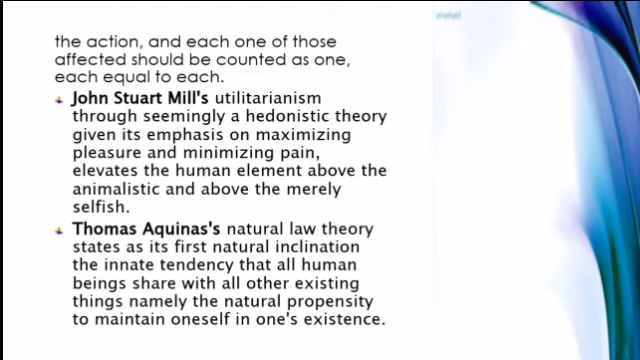 the action, and each one of those
affected should be counted as one,
each equal to each.
John Stuart Mill's utilitarianism
through seemingly a hedonistic theory
given its emphasis on maximizing
pleasure and minimizing pain,
elevates the human element above the
animalistic and above the merely
selfish.
Thomas Aquinas's natural law theory
states as its first natural inclination
the innate tendency that all human
beings share with all other existing
things namely the natural propensity
to maintain oneself in one's existence.